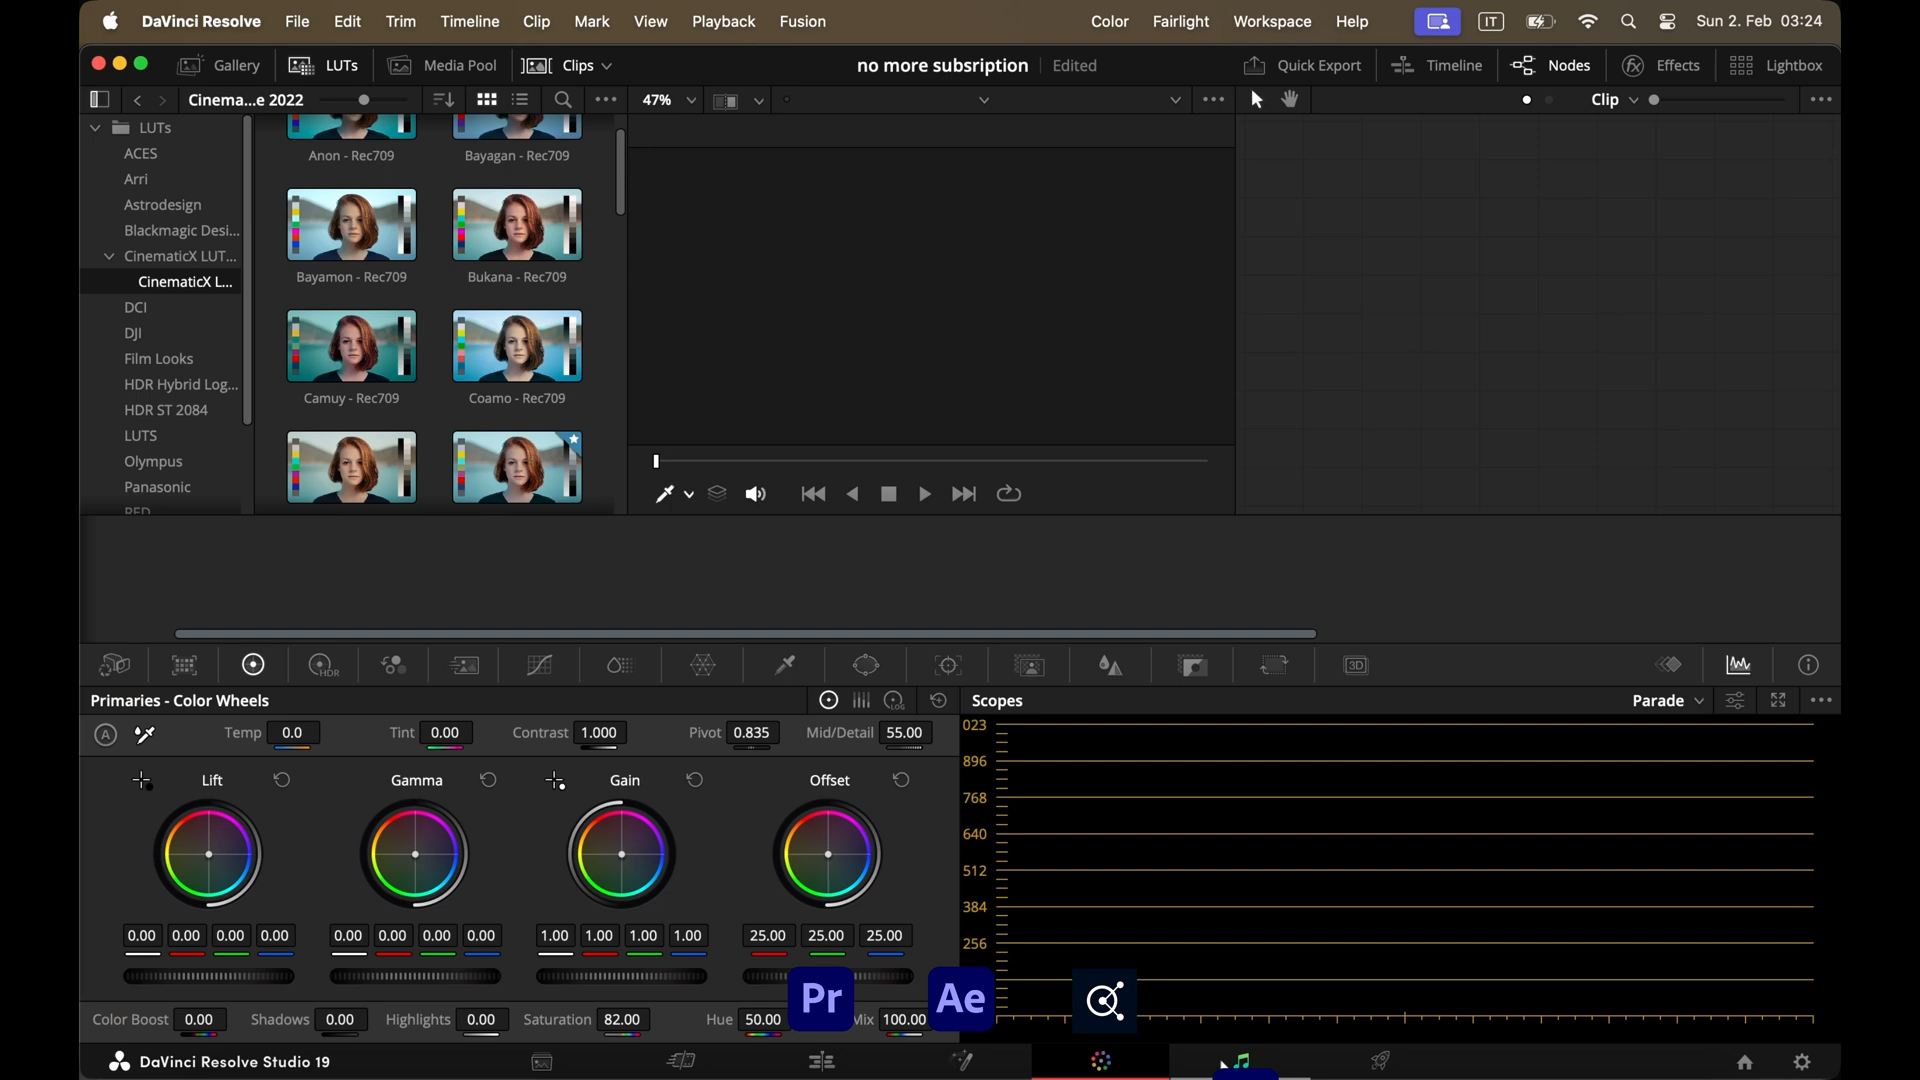 DaVinci Resolve File Edit Trim Timeline Clip Mark View Playback Fusion Color Fairlight Workspace Help IT Sun 2. Feb 03:24
Gallery LUTs Media Pool Clips no more subsription Edited Quick Export Timeline Nodes Effects Lightbox
Cinema...e 2022 47% Clip
LUTs
ACES
Arri
Astrodesign
Blackmagic Desi...
CinematicX LUT...
CinematicX L...
DCI
DJI
Film Looks
HDR Hybrid Log...
HDR ST 2084
LUTS
Olympus
Panasonic
RED
Anon - Rec709 Bayagan - Rec709
Bayamon - Rec709 Bukana - Rec709
Camuy - Rec709 Coamo - Rec709
HDR 3D
Primaries - Color Wheels LOG Scopes Parade
A Temp 0.0 Tint 0.00 Contrast 1.000 Pivot 0.835 Mid/Detail 55.00
Lift Gamma Gain Offset
0.00 0.00 0.00 0.00 0.00 0.00 0.00 0.00 1.00 1.00 1.00 1.00 25.00 25.00 25.00
Color Boost 0.00 Shadows 0.00 Highlights 0.00 Saturation 82.00 Hue 50.00 Mix 100.00
023
896
768
640
512
384
256
Pr Ae
DaVinci Resolve Studio 19